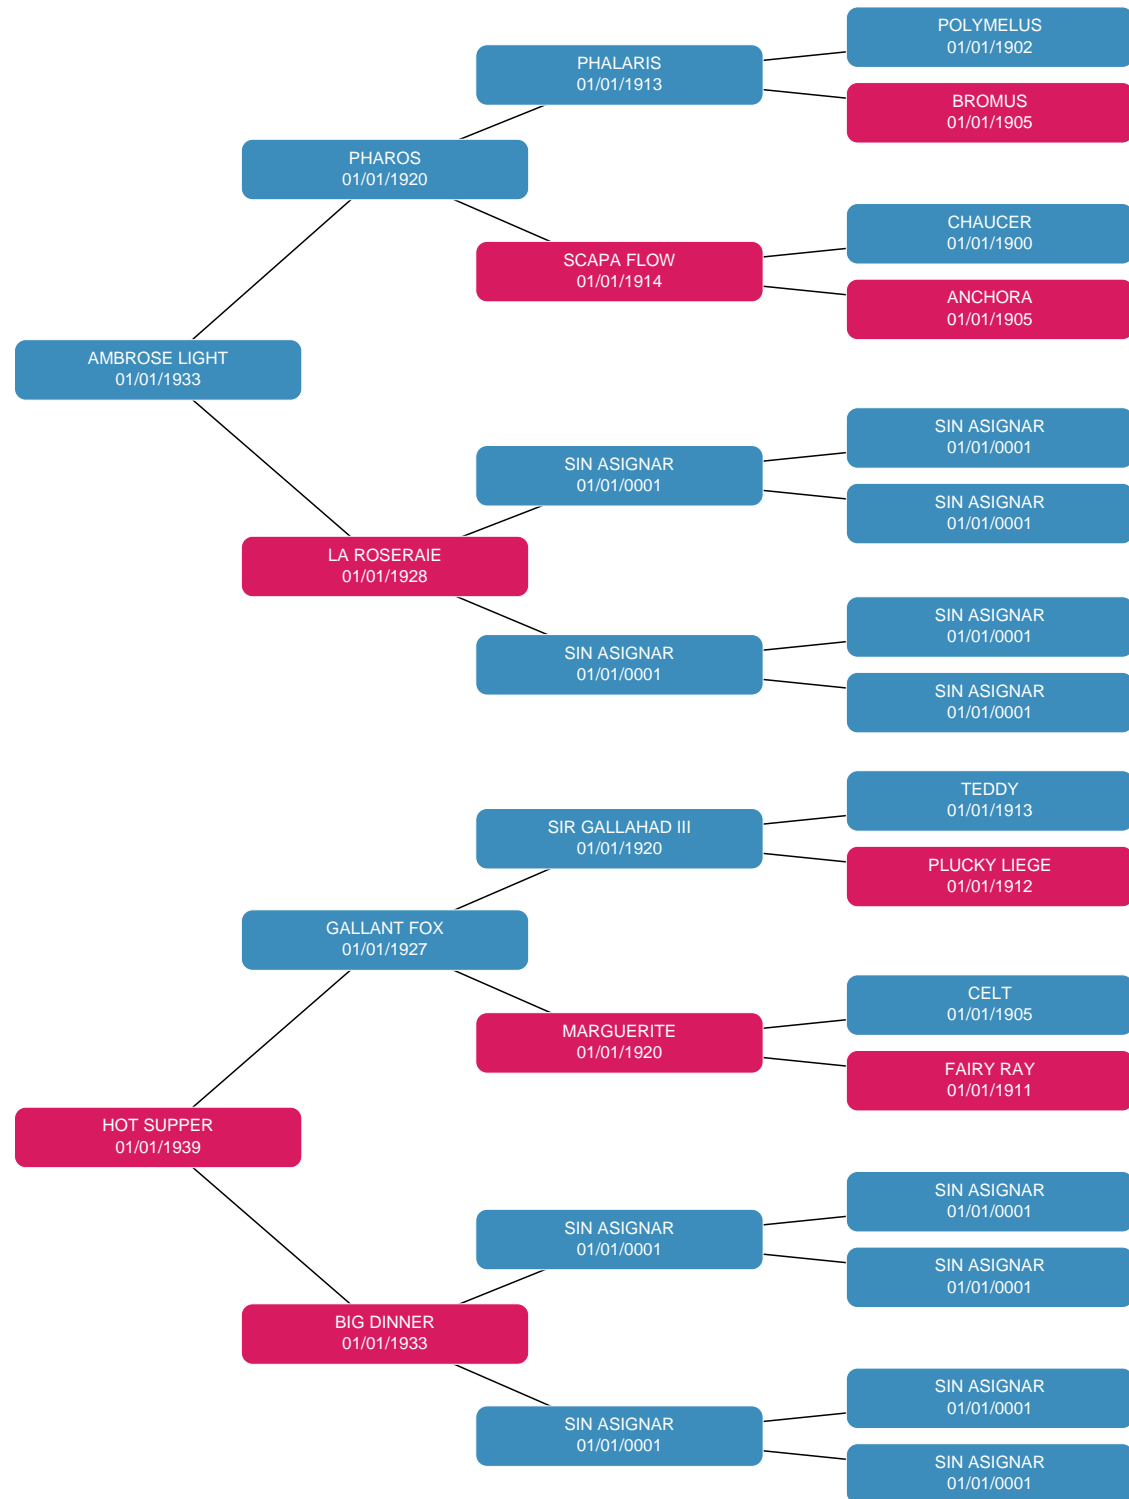 POLYMELUS
01/01/1902
PHALARIS
01/01/1913
BROMUS
01/01/1905
PHAROS
01/01/1920
CHAUCER
01/01/1900
SCAPA FLOW
01/01/1914
ANCHORA
01/01/1905
AMBROSE LIGHT
01/01/1933
SIN ASIGNAR
01/01/0001
SIN ASIGNAR
01/01/0001
SIN ASIGNAR
01/01/0001
LA ROSERAIE
01/01/1928
SIN ASIGNAR
01/01/0001
SIN ASIGNAR
01/01/0001
SIN ASIGNAR
01/01/0001
TEDDY
01/01/1913
SIR GALLAHAD III
01/01/1920
PLUCKY LIEGE
01/01/1912
GALLANT FOX
01/01/1927
CELT
01/01/1905
MARGUERITE
01/01/1920
FAIRY RAY
01/01/1911
HOT SUPPER
01/01/1939
SIN ASIGNAR
01/01/0001
SIN ASIGNAR
01/01/0001
SIN ASIGNAR
01/01/0001
BIG DINNER
01/01/1933
SIN ASIGNAR
01/01/0001
SIN ASIGNAR
01/01/0001
SIN ASIGNAR
01/01/0001